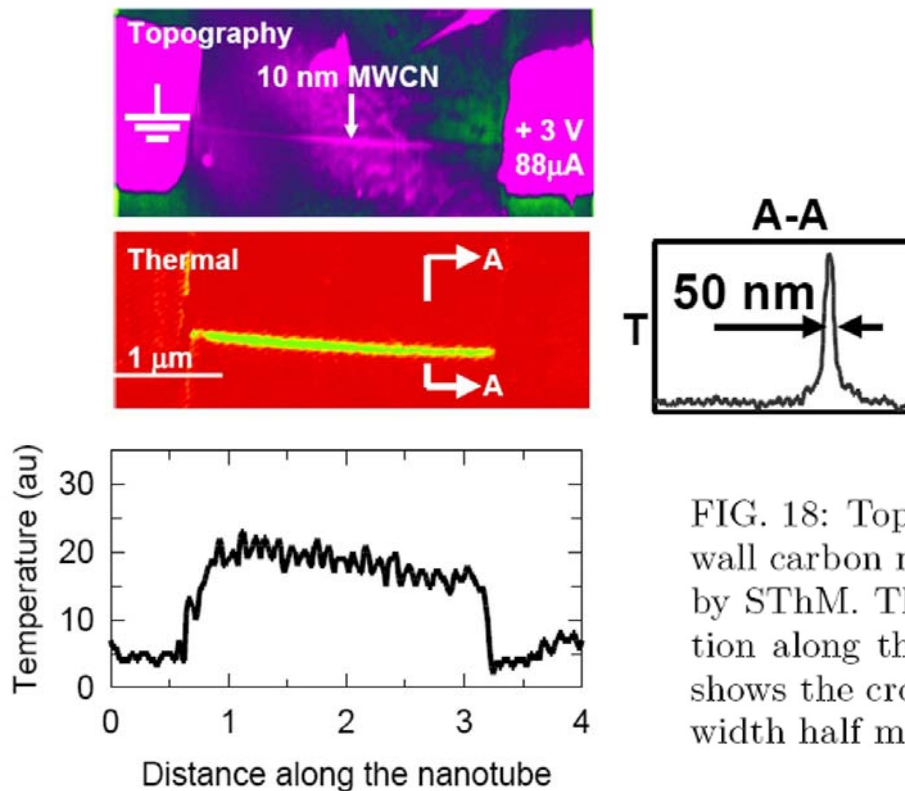 Topography
10 nm MWCN
+ 3 V
88µA
Thermal
A
A
1 µm
A-A
50 nm
T
Temperature (au)
30
20
10
0
0 1 2 3 4
Distance along the nanotube
FIG. 18: Top
wall carbon n
by SThM. Th
tion along th
shows the cro
width half m